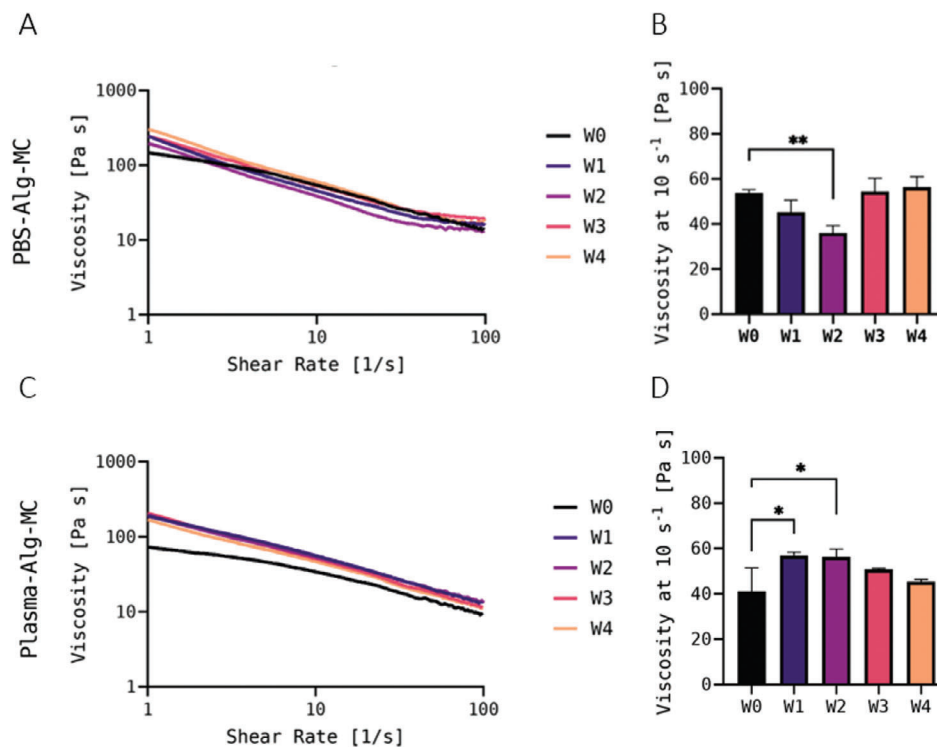 A
PBS-Alg-MC
Viscosity [Pa s]
1000
100
10
1
1
10
100
Shear Rate [1/s]
W0
W1
W2
W3
W4
B
Viscosity at 10 s⁻¹ [Pa s]
100
80
60
40
20
0
**
W0 W1 W2 W3 W4
C
Plasma-Alg-MC
Viscosity [Pa s]
1000
100
10
1
1
10
100
Shear Rate [1/s]
W0
W1
W2
W3
W4
D
Viscosity at 10 s⁻¹ [Pa s]
100
80
60
40
20
0
*
*
W0 W1 W2 W3 W4